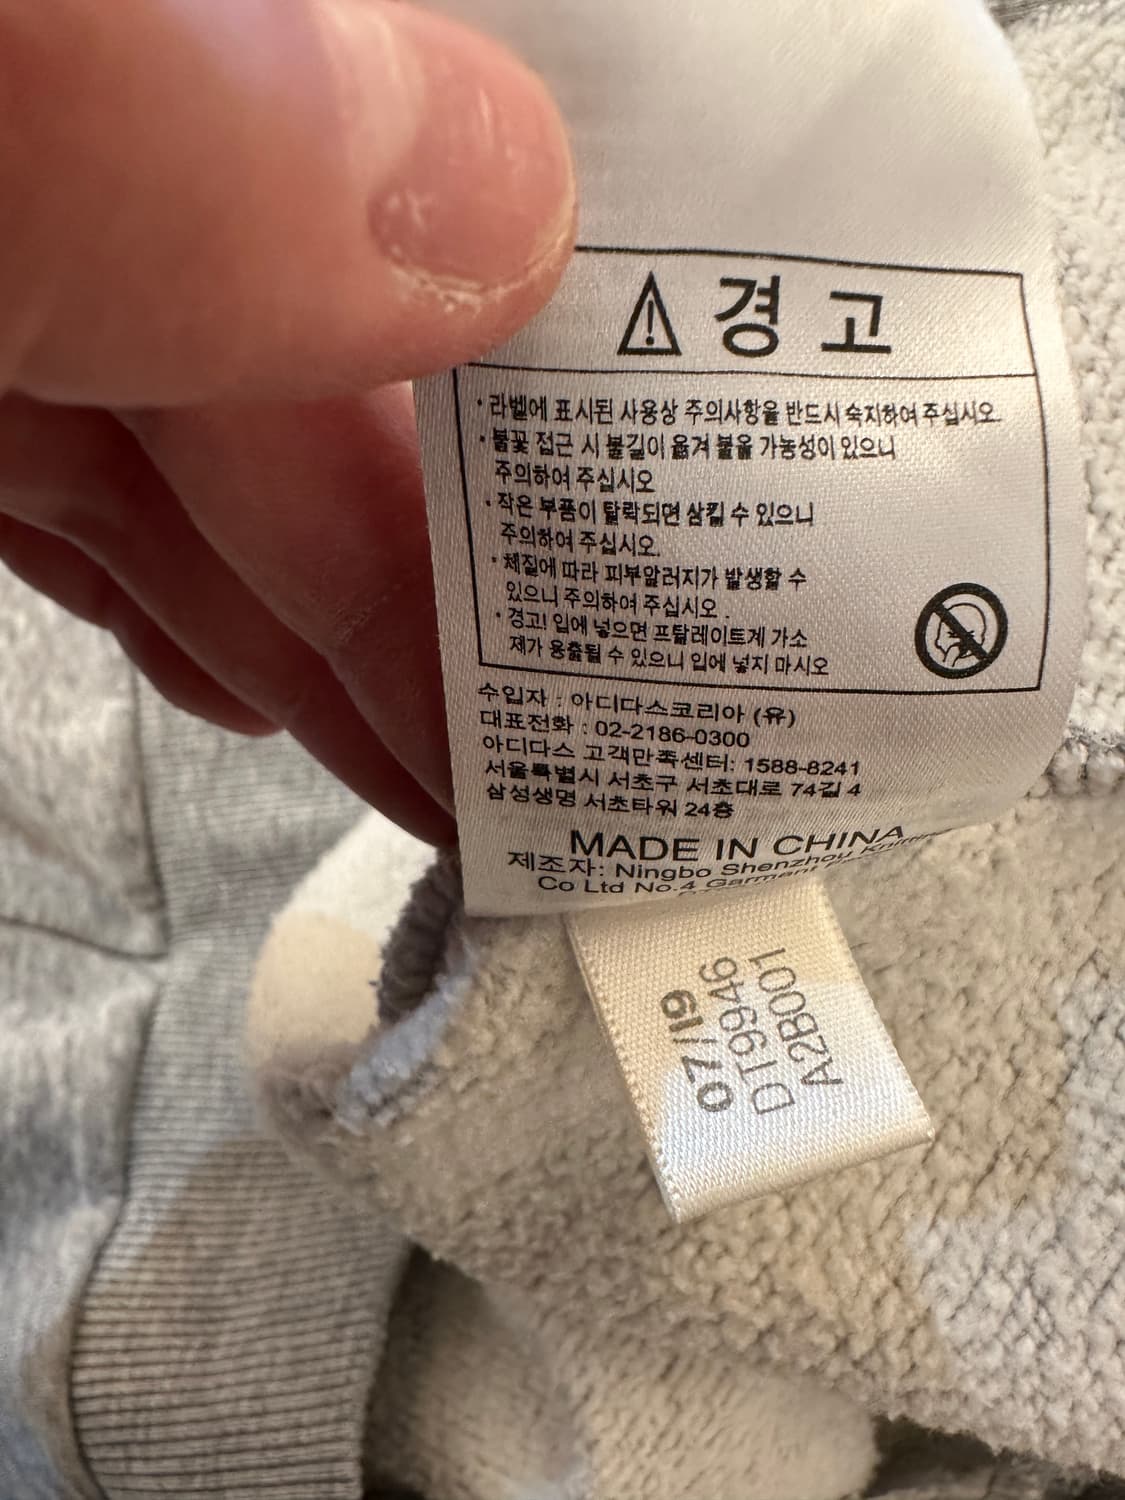 ⚠ 경 고
· 라벨에 표시된 사용상 주의사항을 반드시 숙지하여 주십시오.
· 불꽃 접근 시 불길이 옮겨 붙을 가능성이 있으니
주의하여 주십시오
· 작은 부품이 탈락되면 삼킬 수 있으니
주의하여 주십시오.
· 체질에 따라 피부알러지가 발생할 수
있으니 주의하여 주십시오.
· 경고! 입에 넣으면 프탈레이트계 가소
제가 용출될 수 있으니 입에 넣지 마시오
수입자 : 아디다스코리아 (유)
대표전화 : 02-2186-0300
아디다스 고객만족센터: 1588-8241
서울특별시 서초구 서초대로 74길 4
삼성생명 서초타워 24층
MADE IN CHINA
제조자: Ningbo Shenzhou Knitting
Co Ltd No.4 Garment
07/19
DT9946
A2B001